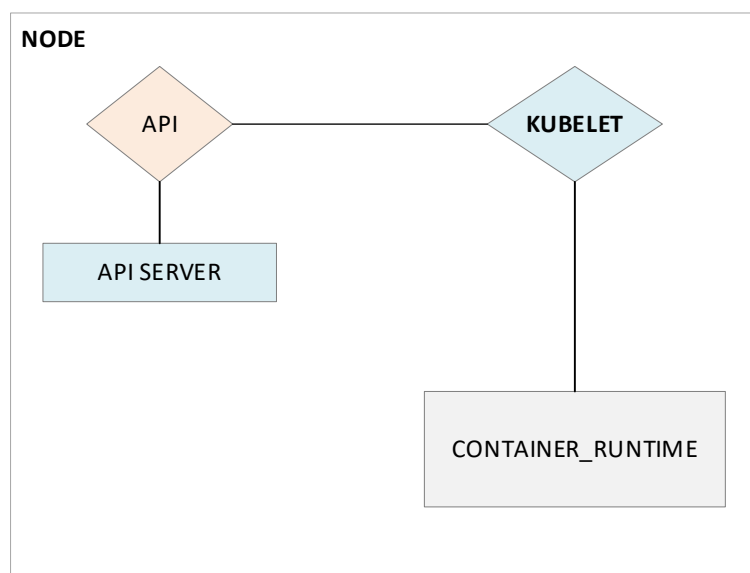 NODE
API
KUBELET
API SERVER
CONTAINER_RUNTIME